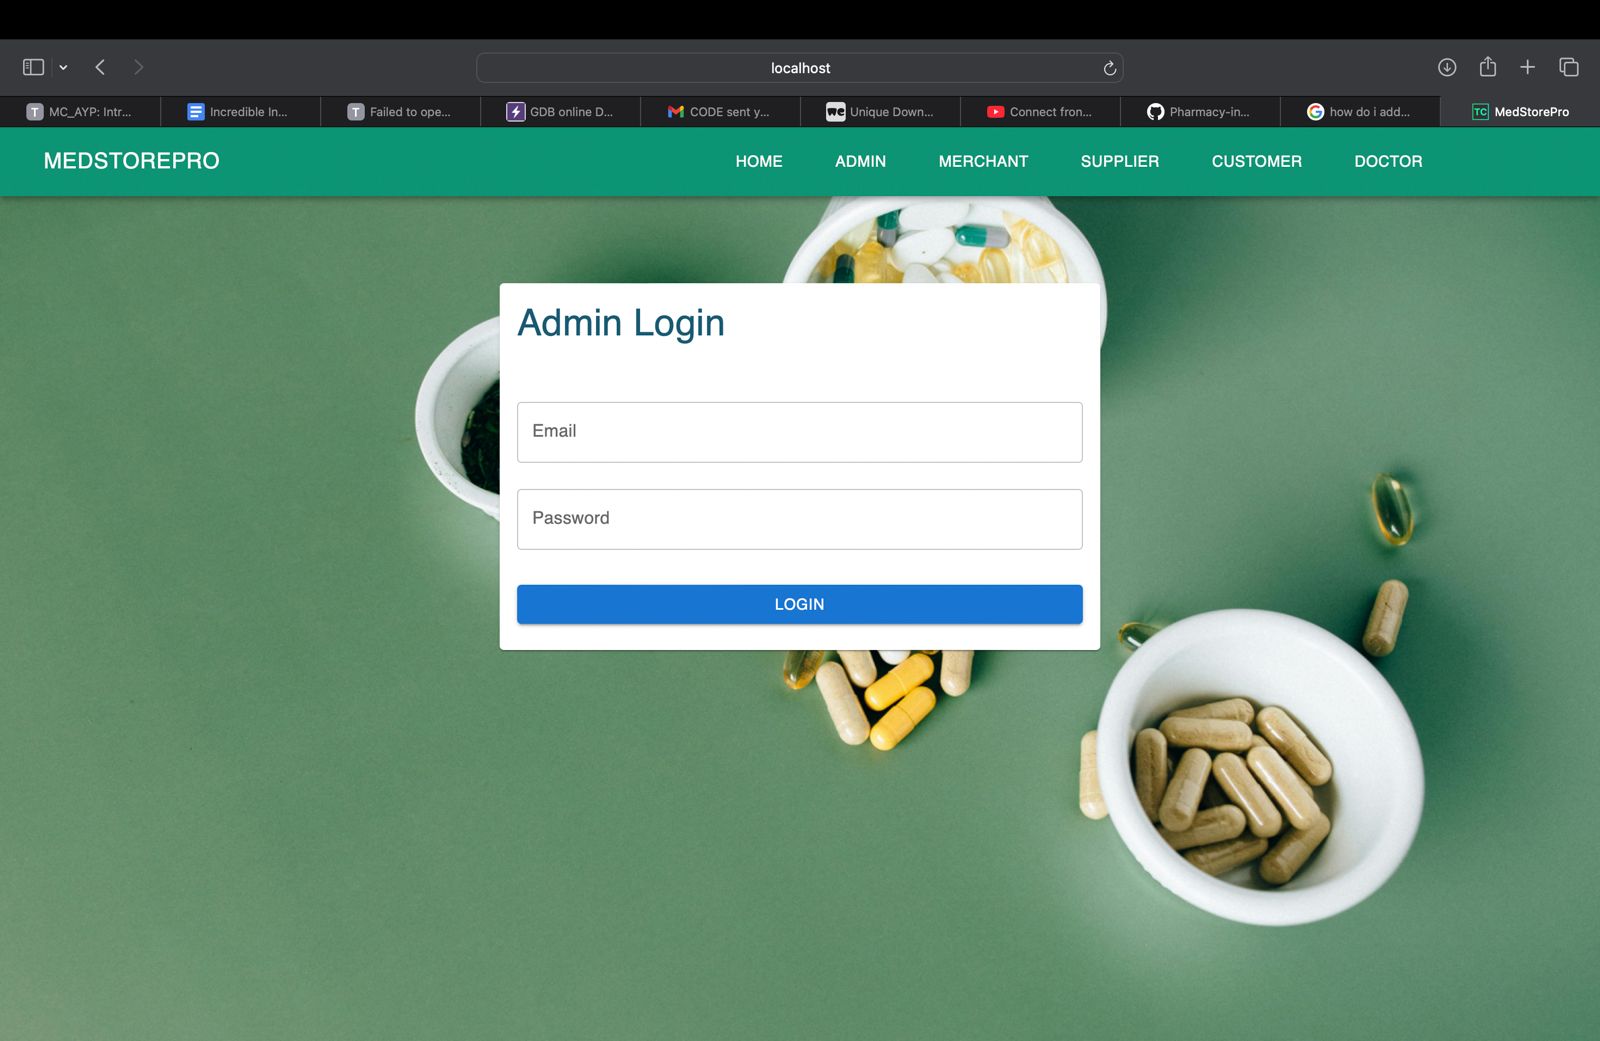 localhost
T MC_AYP: Intr... Incredible In... T Failed to ope... GDB online D... CODE sent y... Unique Down... Connect fron... Pharmacy-in... how do i add... TC MedStorePro
MEDSTOREPRO HOME ADMIN MERCHANT SUPPLIER CUSTOMER DOCTOR
Admin Login
Email
Password
LOGIN